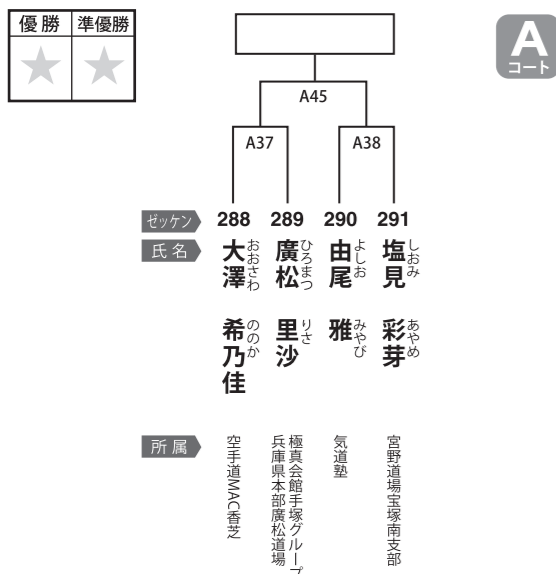 優勝 準優勝
A
コート
A45
A37 A38
ゼッケン 288 289 290 291
氏名
大澤 希乃佳
おおさわ ののか
廣松 里沙
ひろまつ りさ
由尾 雅
よしお みやび
塩見 彩芽
しおみ あやめ
所属
空手道MAC香芝
極真会館手塚グループ
兵庫県本部廣松道場
気道塾
宮野道場宝塚南支部